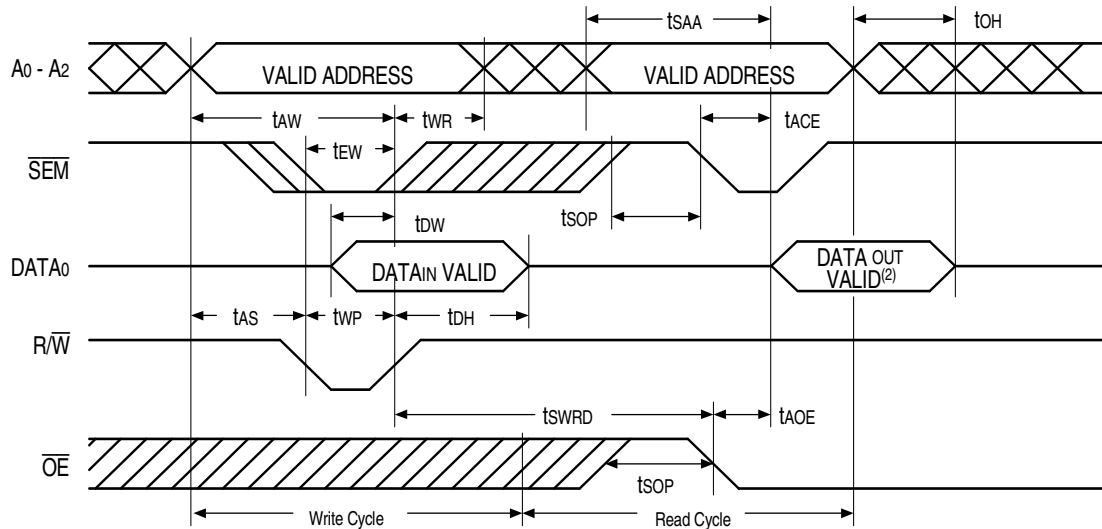 tSAA
tOH
A0 - A2
VALID ADDRESS
VALID ADDRESS
tAW
tWR
tACE
tEW
SEM
tDW
tSOP
DATA0
DATAIN VALID
DATA OUT
VALID(2)
tAS
tWP
tDH
R/W
tSWRD
tAOE
OE
tSOP
Write Cycle
Read Cycle